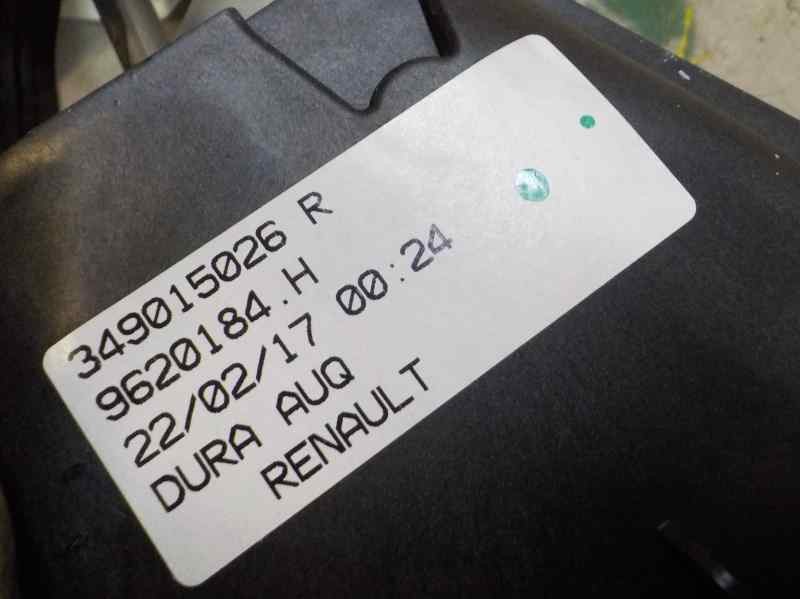 349015026 R
9620184.H
22/02/17 00:24
DURA AUQ
RENAULT